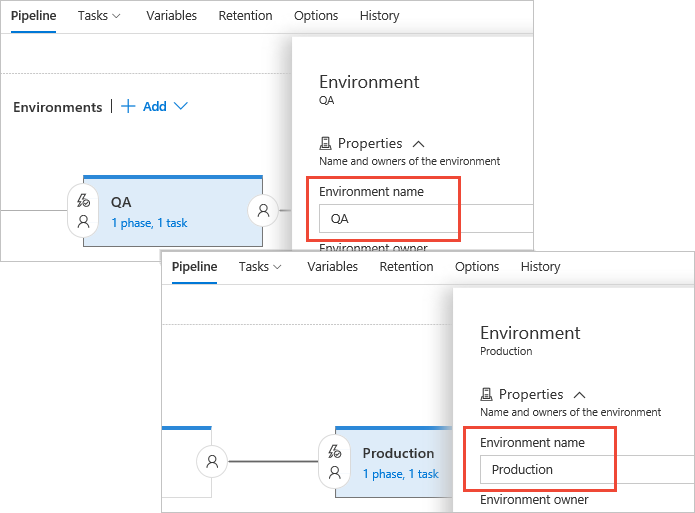 Pipeline Tasks Variables Retention Options History
Environments | + Add
QA
1 phase, 1 task
Environment
QA
Properties
Name and owners of the environment
Environment name
QA
Environment owner
Pipeline Tasks Variables Retention Options History
Production
1 phase, 1 task
Environment
Production
Properties
Name and owners of the environment
Environment name
Production
Environment owner